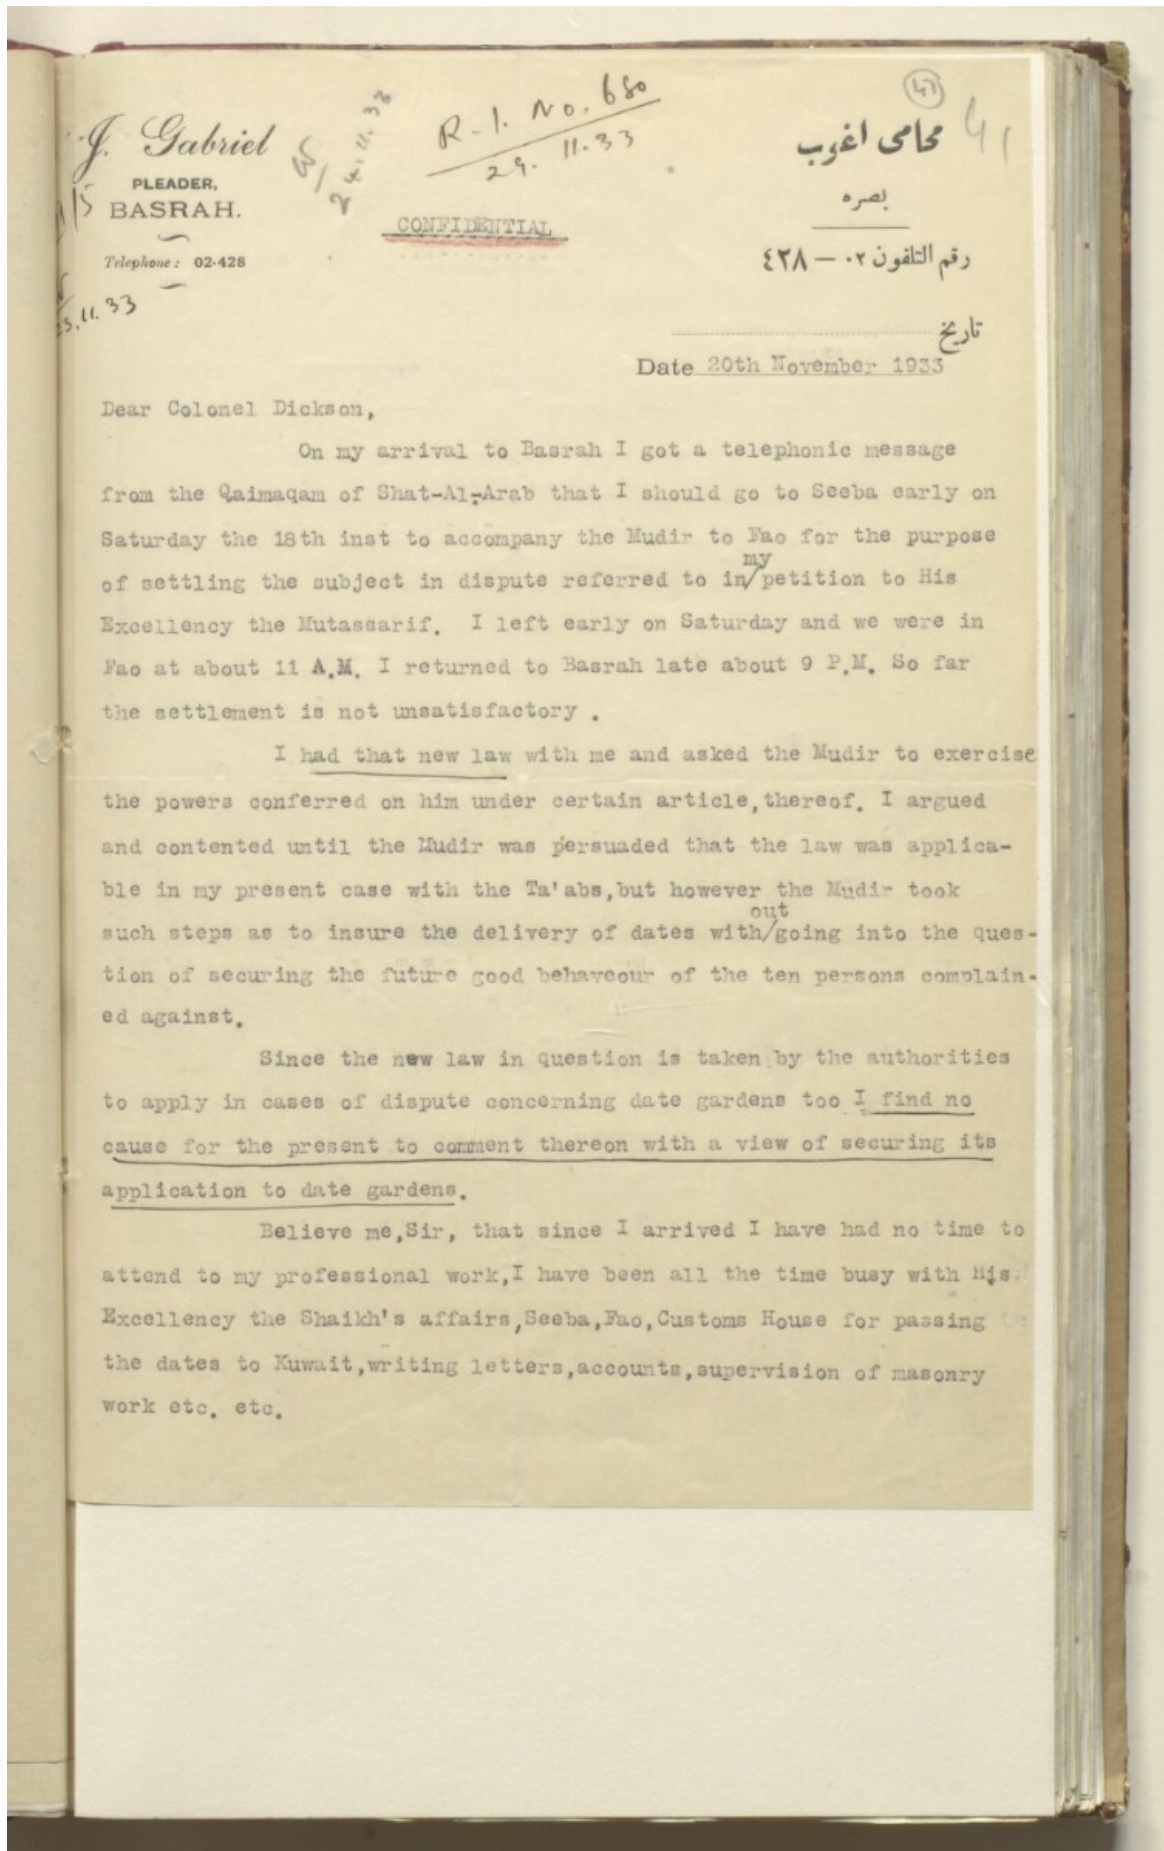 J. Gabriel
PLEADER,
BASRAH.
Telephone: 02-428
23.11.33
24.11.33
R.I. No. 680
29.11.33
CONFIDENTIAL
47
41
محامى اغوب
بصره
رقم التلفون ٠٢ — ٤٢٨
تاريخ
Date 20th November 1933
Dear Colonel Dickson,
On my arrival to Basrah I got a telephonic message
from the Qaimaqam of Shat-Al-Arab that I should go to Seeba early on
Saturday the 18th inst to accompany the Mudir to Fao for the purpose
of settling the subject in dispute referred to in/my petition to His
Excellency the Mutassarif. I left early on Saturday and we were in
Fao at about 11 A.M. I returned to Basrah late about 9 P.M. So far
the settlement is not unsatisfactory .
I had that new law with me and asked the Mudir to exercise
the powers conferred on him under certain article,thereof. I argued
and contented until the Mudir was persuaded that the law was applica-
ble in my present case with the Ta'abs,but however the Mudir took
such steps as to insure the delivery of dates with/out going into the ques-
tion of securing the future good behaveour of the ten persons complain-
ed against.
Since the new law in question is taken by the authorities
to apply in cases of dispute concerning date gardens too I find no
cause for the present to comment thereon with a view of securing its
application to date gardens.
Believe me,Sir, that since I arrived I have had no time to
attend to my professional work,I have been all the time busy with His
Excellency the Shaikh's affairs,Seeba,Fao,Customs House for passing
the dates to Kuwait,writing letters,accounts,supervision of masonry
work etc. etc.